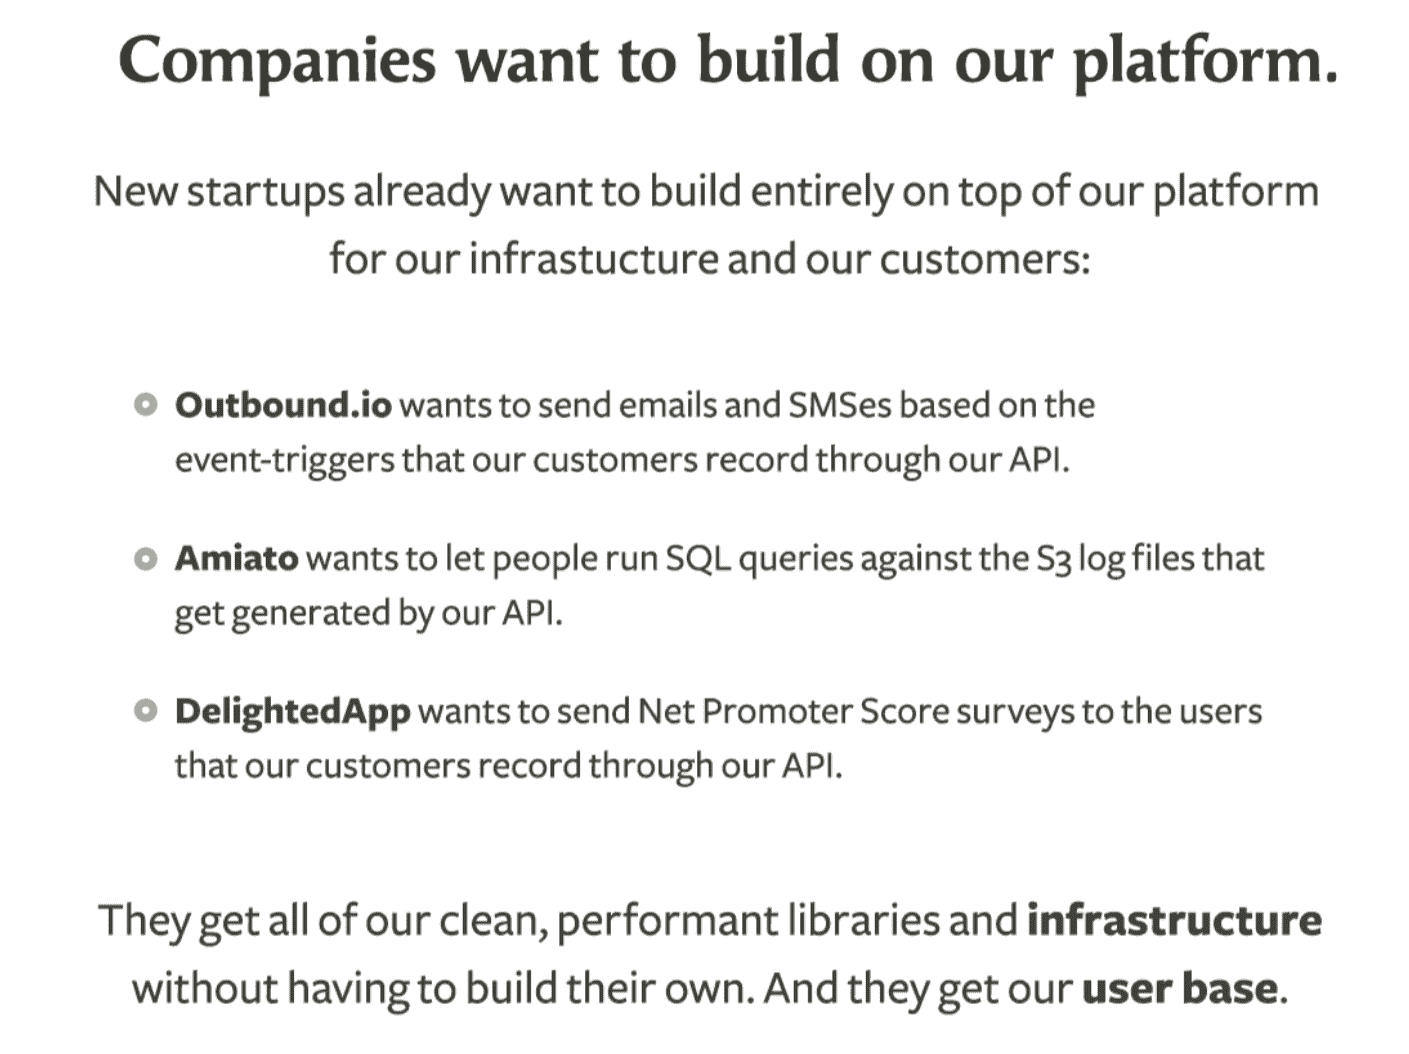 Companies want to build on our platform.
New startups already want to build entirely on top of our platform
for our infrastucture and our customers:
Outbound.io wants to send emails and SMSes based on the
event-triggers that our customers record through our API.
Amiato wants to let people run SQL queries against the S3 log files that
get generated by our API.
DelightedApp wants to send Net Promoter Score surveys to the users
that our customers record through our API.
They get all of our clean, performant libraries and infrastructure
without having to build their own. And they get our user base.